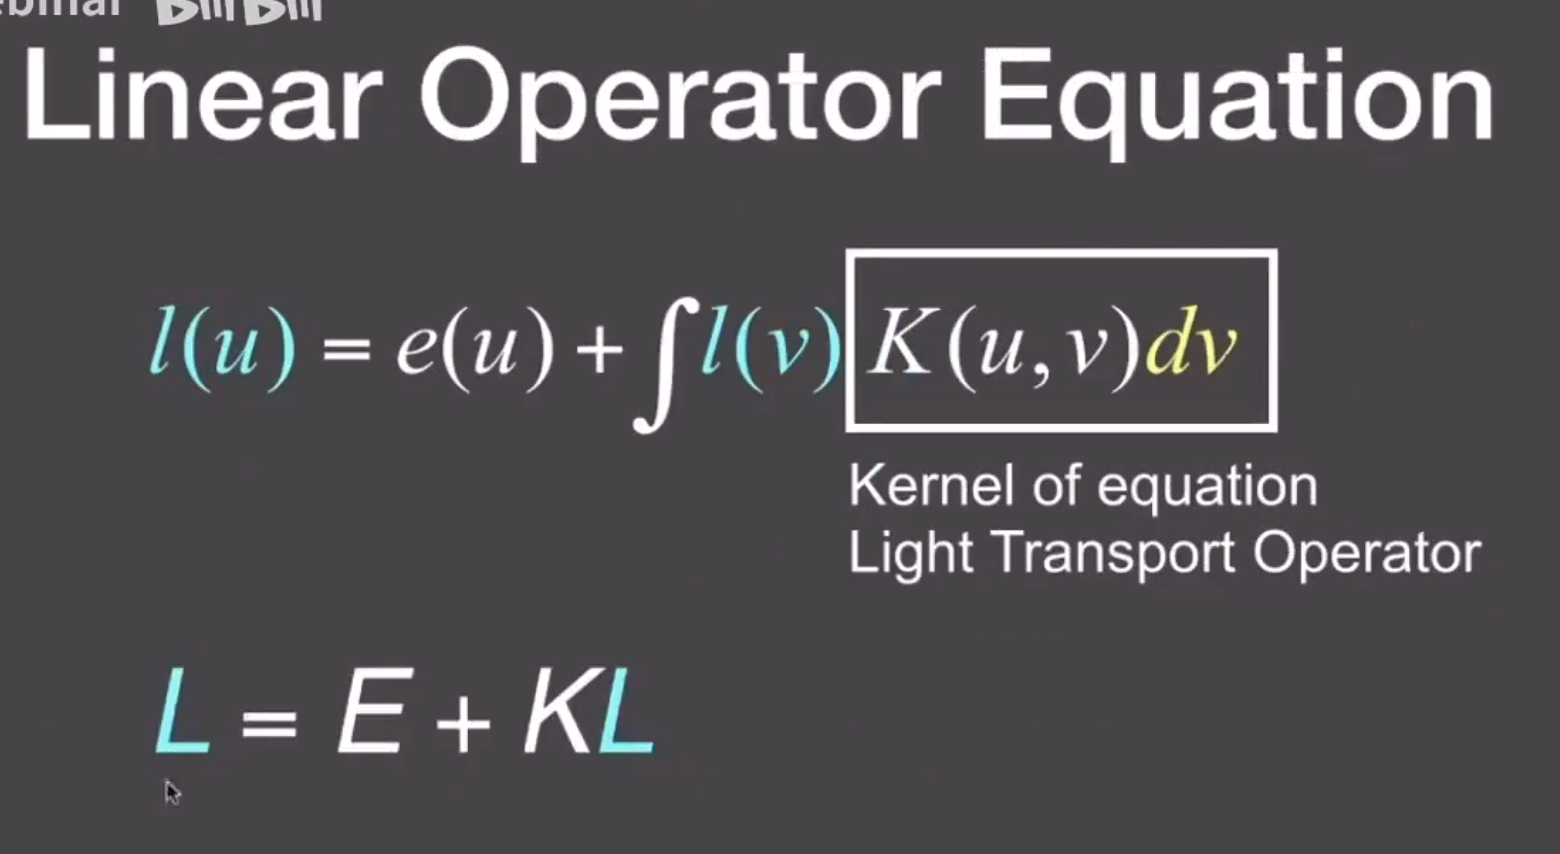 Linear Operator Equation
l(u) = e(u) + ∫ l(v) K(u, v)dv
Kernel of equation
Light Transport Operator
L = E + KL